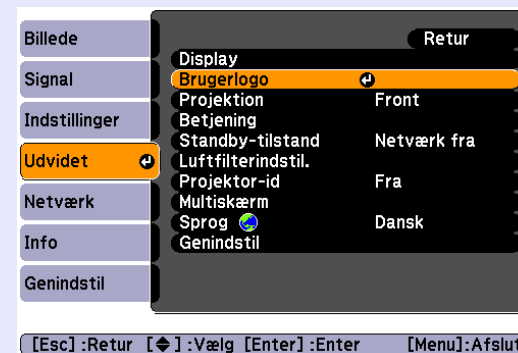 Billede
Signal
Indstillinger
Udvidet
Netværk
Info
Genindstil
Retur
Display
Brugerlogo
Projektion Front
Betjening
Standby-tilstand Netværk fra
Luftfilterindstil.
Projektor-id Fra
Multiskærm
Sprog Dansk
Genindstil
[Esc] :Retur [◆] :Vælg [Enter] :Enter [Menu]:Afslut